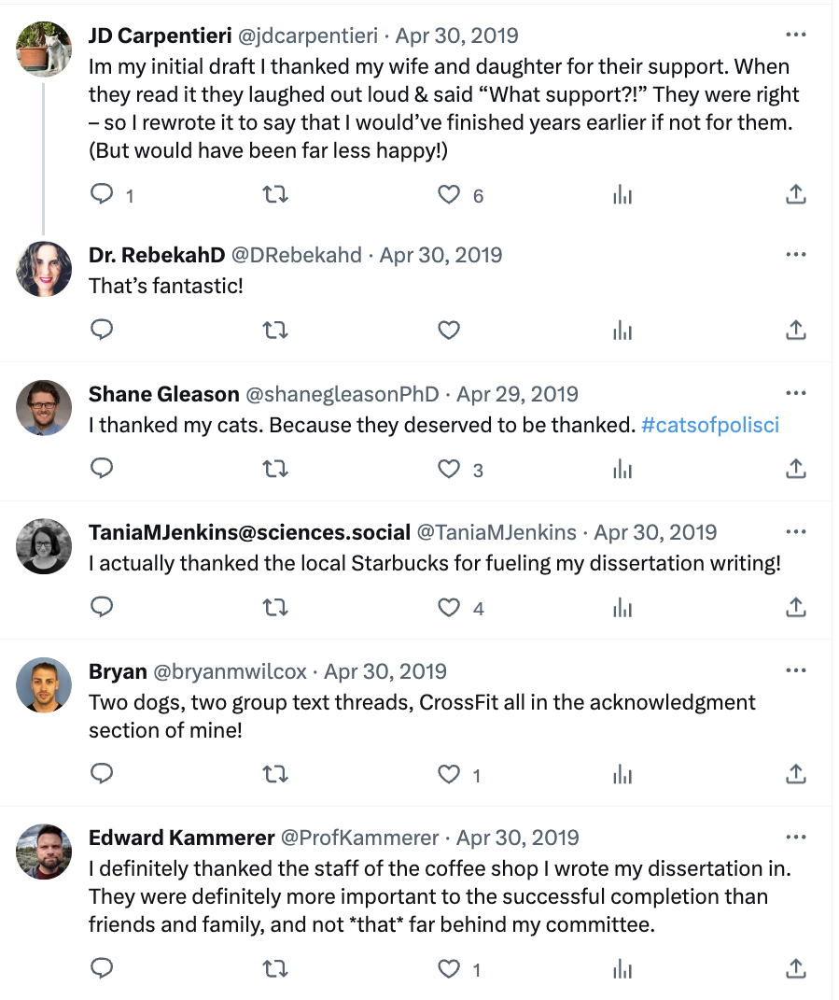 JD Carpentieri @jdcarpentieri · Apr 30, 2019
Im my initial draft I thanked my wife and daughter for their support. When
they read it they laughed out loud & said “What support?!” They were right
– so I rewrote it to say that I would’ve finished years earlier if not for them.
(But would have been far less happy!)
1 6
Dr. RebekahD @DRebekahd · Apr 30, 2019
That’s fantastic!
Shane Gleason @shanegleasonPhD · Apr 29, 2019
I thanked my cats. Because they deserved to be thanked. #catsofpolisci
3
TaniaMJenkins@sciences.social @TaniaMJenkins · Apr 30, 2019
I actually thanked the local Starbucks for fueling my dissertation writing!
4
Bryan @bryanmwilcox · Apr 30, 2019
Two dogs, two group text threads, CrossFit all in the acknowledgment
section of mine!
1
Edward Kammerer @ProfKammerer · Apr 30, 2019
I definitely thanked the staff of the coffee shop I wrote my dissertation in.
They were definitely more important to the successful completion than
friends and family, and not *that* far behind my committee.
1